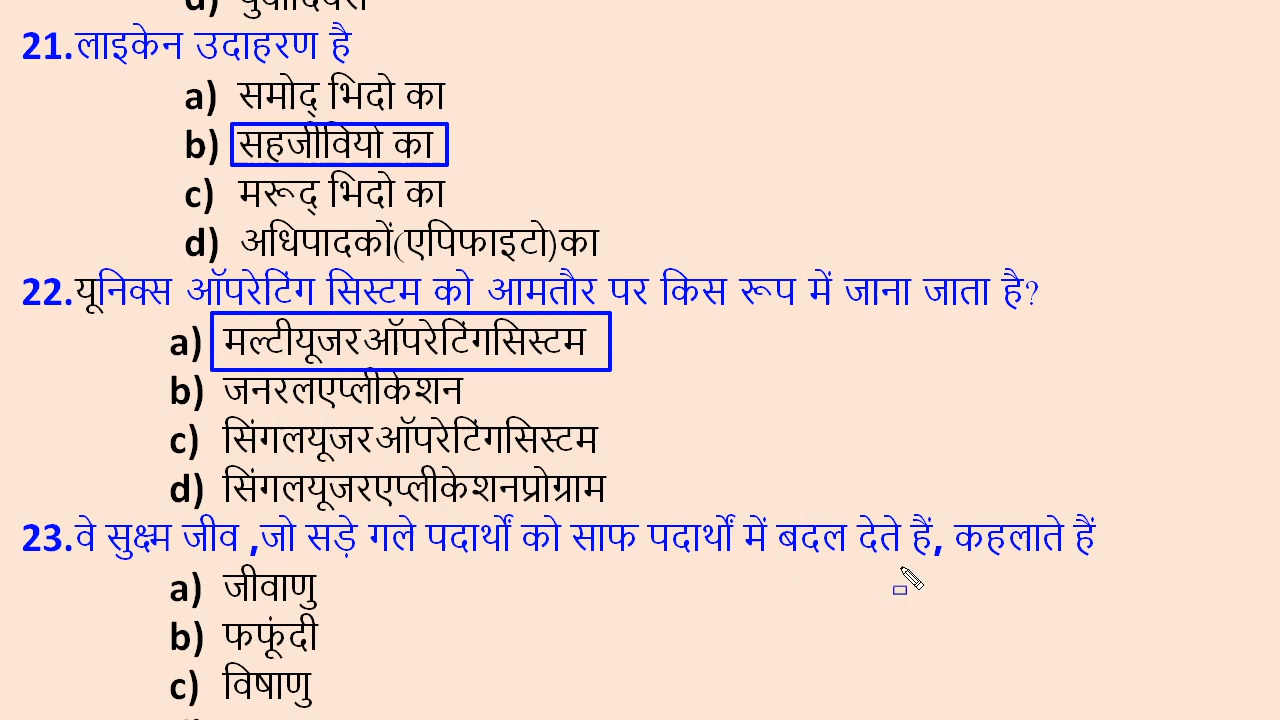 21.लाइकेन उदाहरण है
a) समोद् भिदो का
b) सहजीवियो का
c) मरूद् भिदो का
d) अधिपादकों(एपिफाइटो)का
22.यूनिक्स ऑपरेटिंग सिस्टम को आमतौर पर किस रूप में जाना जाता है?
a) मल्टीयूजरऑपरेटिंगसिस्टम
b) जनरलएप्लीकेशन
c) सिंगलयूजरऑपरेटिंगसिस्टम
d) सिंगलयूजरएप्लीकेशनप्रोग्राम
23.वे सुक्ष्म जीव ,जो सड़े गले पदार्थों को साफ पदार्थों में बदल देते हैं, कहलाते हैं
a) जीवाणु
b) फफूंदी
c) विषाणु